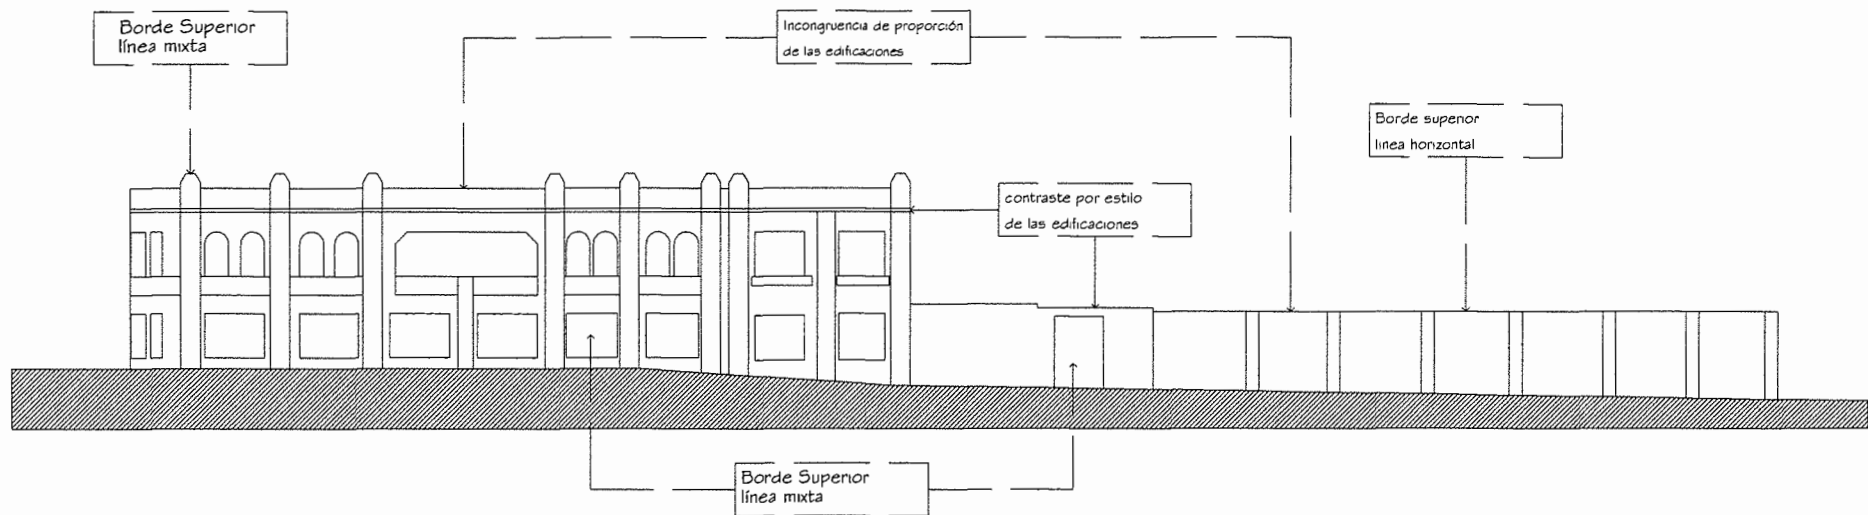 Borde Superior
línea mixta
Incongruencia de proporción
de las edificaciones
Borde superior
línea horizontal
contraste por estilo
de las edificaciones
Borde Superior
línea mixta